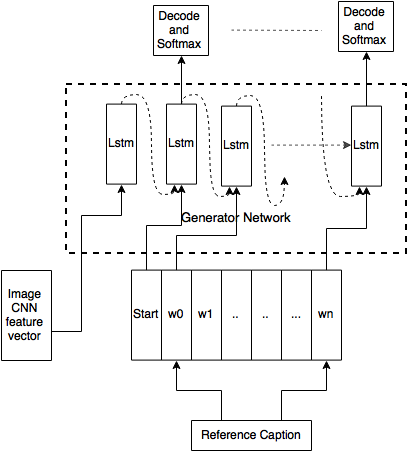 Decode
and
Softmax
Decode
and
Softmax
Lstm
Lstm
Lstm
Lstm
Generator Network
Image
CNN
feature
vector
Start w0 w1 .. .. ... wn
Reference Caption